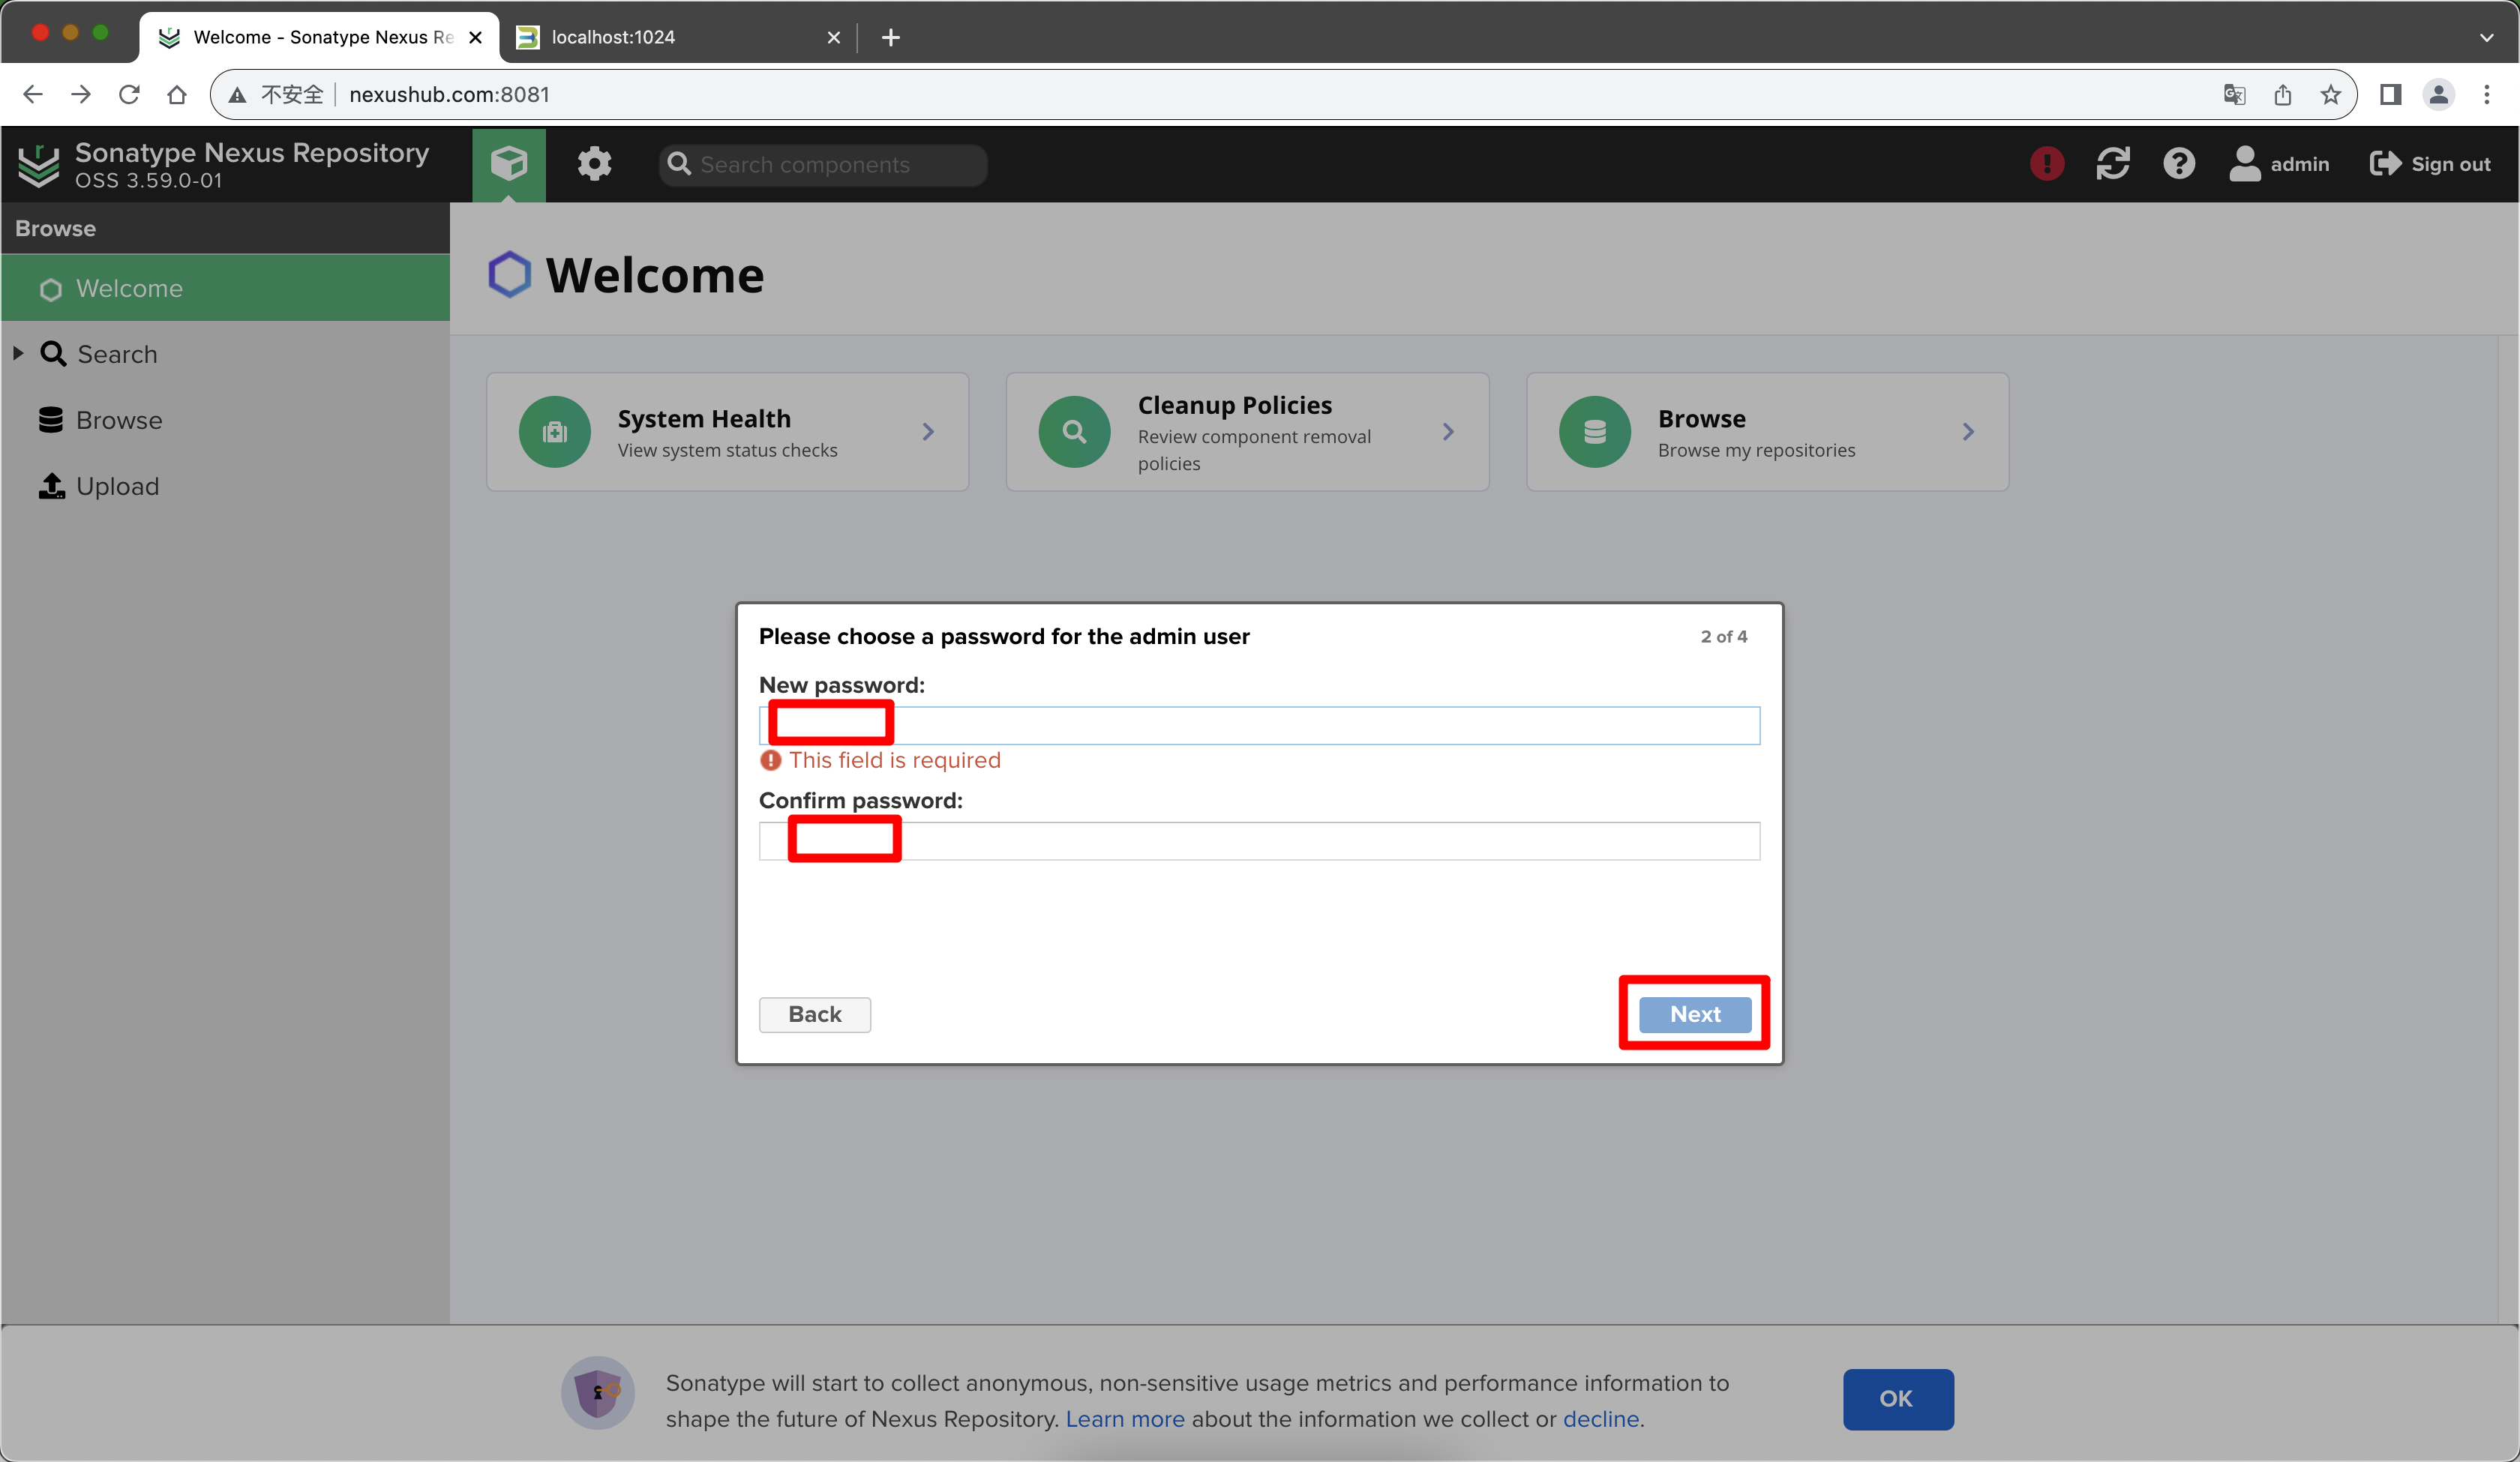 Welcome - Sonatype Nexus Re
localhost:1024
不安全
nexushub.com:8081
Sonatype Nexus Repository
OSS 3.59.0-01
Search components
admin
Sign out
Browse
Welcome
Search
Browse
Upload
Welcome
System Health
View system status checks
Cleanup Policies
Review component removal
policies
Browse
Browse my repositories
Please choose a password for the admin user
2 of 4
New password:
This field is required
Confirm password:
Back
Next
Sonatype will start to collect anonymous, non-sensitive usage metrics and performance information to
shape the future of Nexus Repository. Learn more about the information we collect or decline.
OK